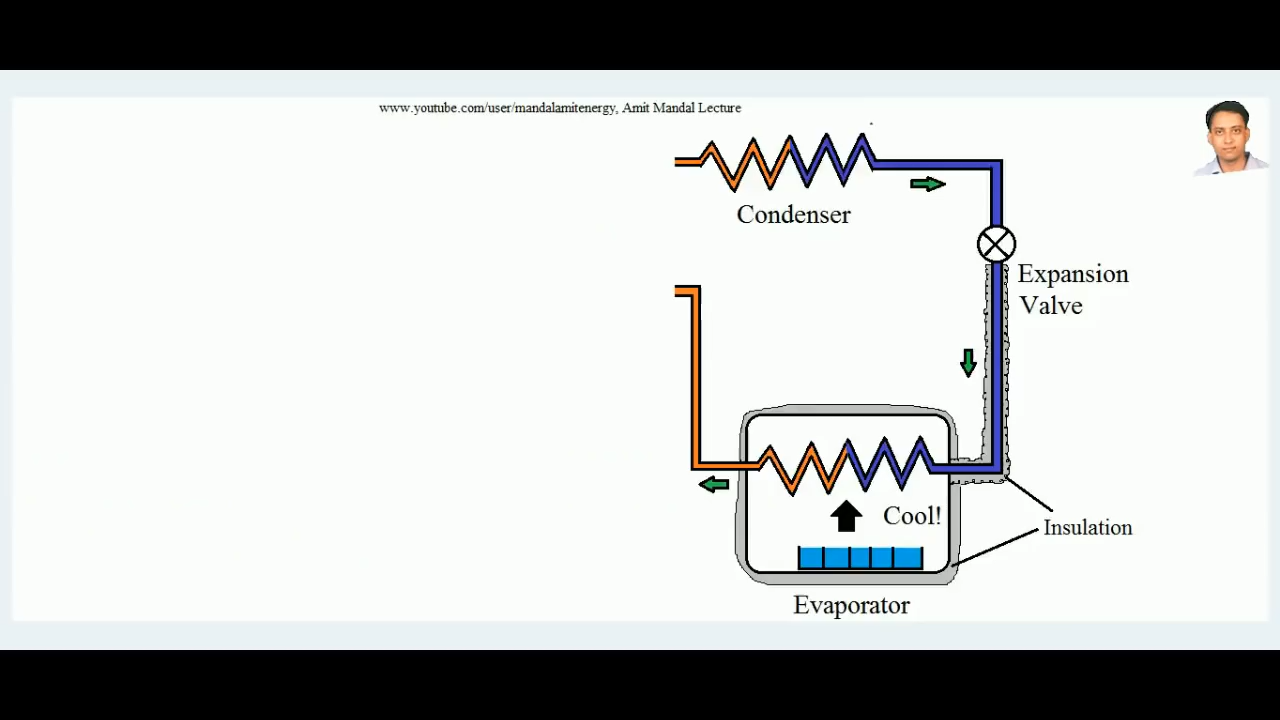 www.youtube.com/user/mandalamitenergy, Amit Mandal Lecture
Condenser
Expansion
Valve
Cool!
Insulation
Evaporator